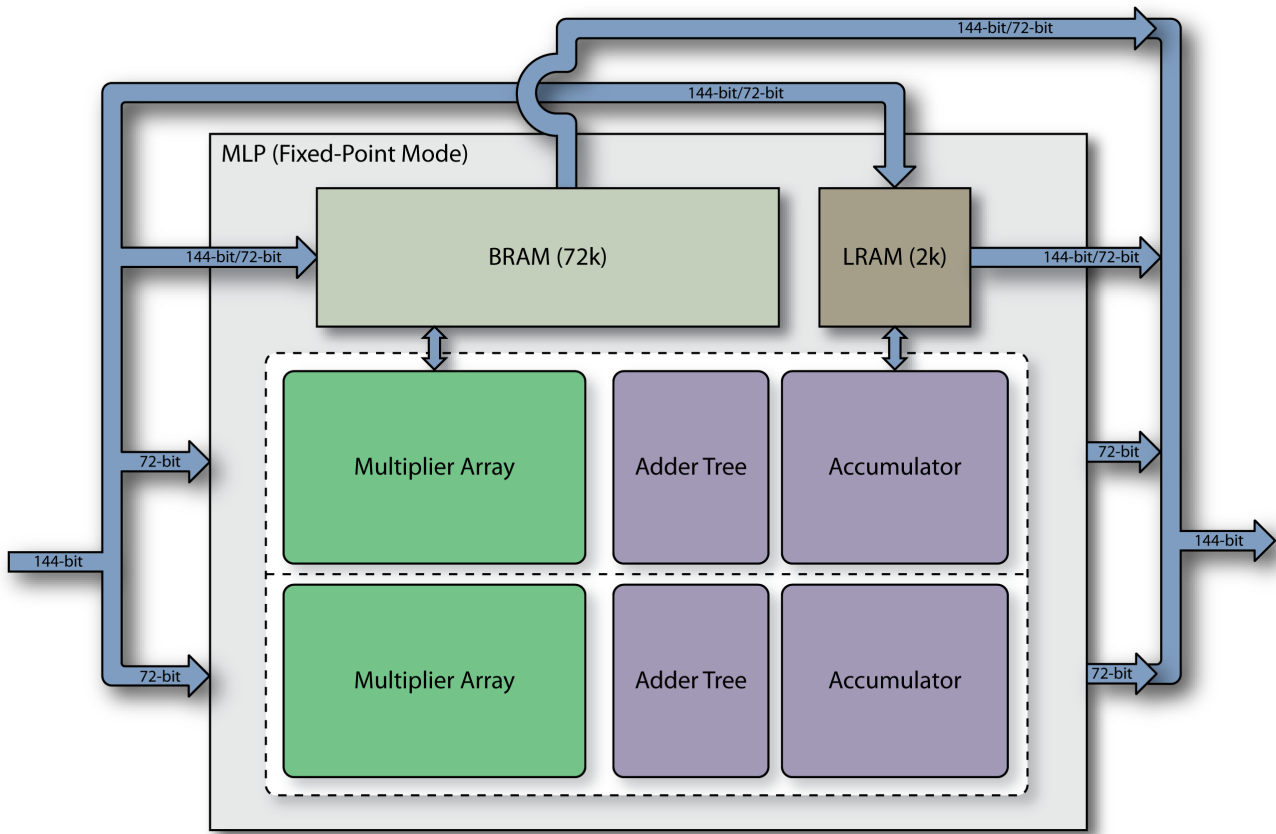 144-bit/72-bit
144-bit/72-bit
MLP (Fixed-Point Mode)
144-bit/72-bit
BRAM (72k)
LRAM (2k)
144-bit/72-bit
72-bit
Multiplier Array
Adder Tree
Accumulator
72-bit
144-bit
144-bit
72-bit
Multiplier Array
Adder Tree
Accumulator
72-bit